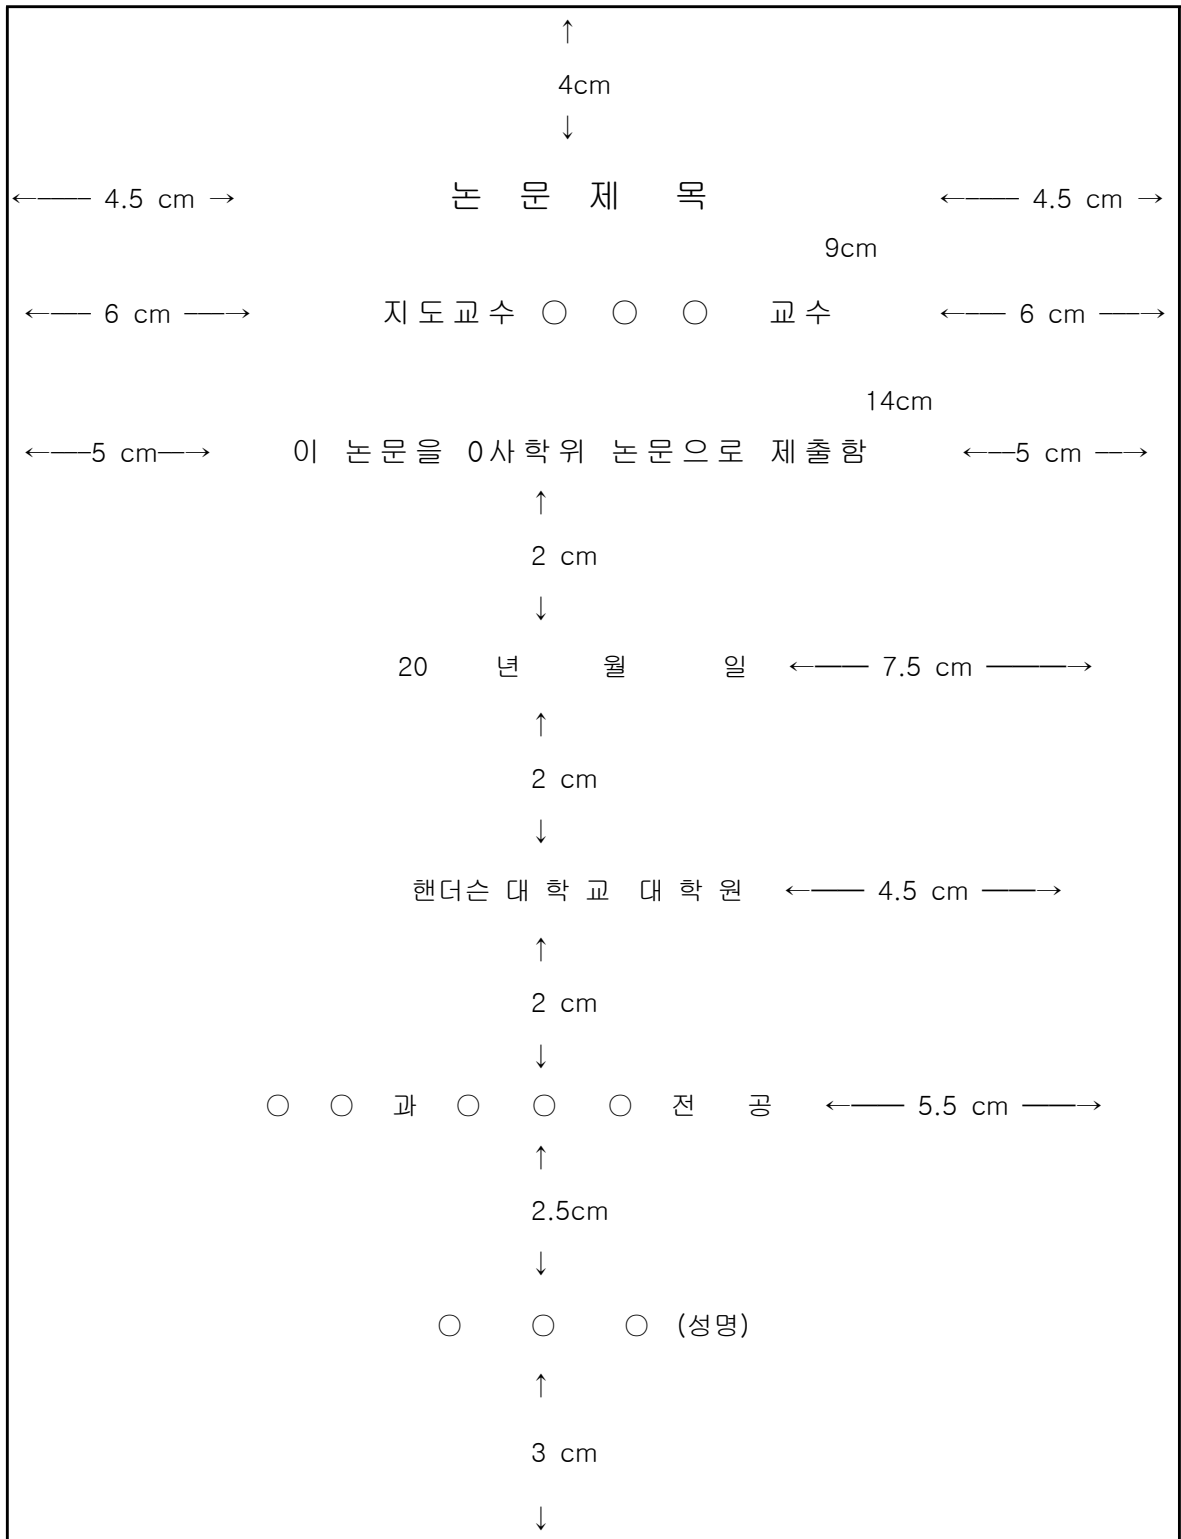 ↑
4cm
↓
←―― 4.5 cm → 논 문 제 목 ←―― 4.5 cm →
9cm
←―― 6 cm ――→ 지도교수 ○ ○ ○ 교수 ←―― 6 cm ――→
14cm
←――5 cm―→ 이 논문을 0사학위 논문으로 제출함 ←――5 cm ―→
↑
2 cm
↓
20 년 월 일 ←―― 7.5 cm ―――→
↑
2 cm
↓
핸더슨 대 학 교 대 학 원 ←―― 4.5 cm ――→
↑
2 cm
↓
○ ○ 과 ○ ○ ○ 전 공 ←―― 5.5 cm ――→
↑
2.5cm
↓
○ ○ ○ (성명)
↑
3 cm
↓